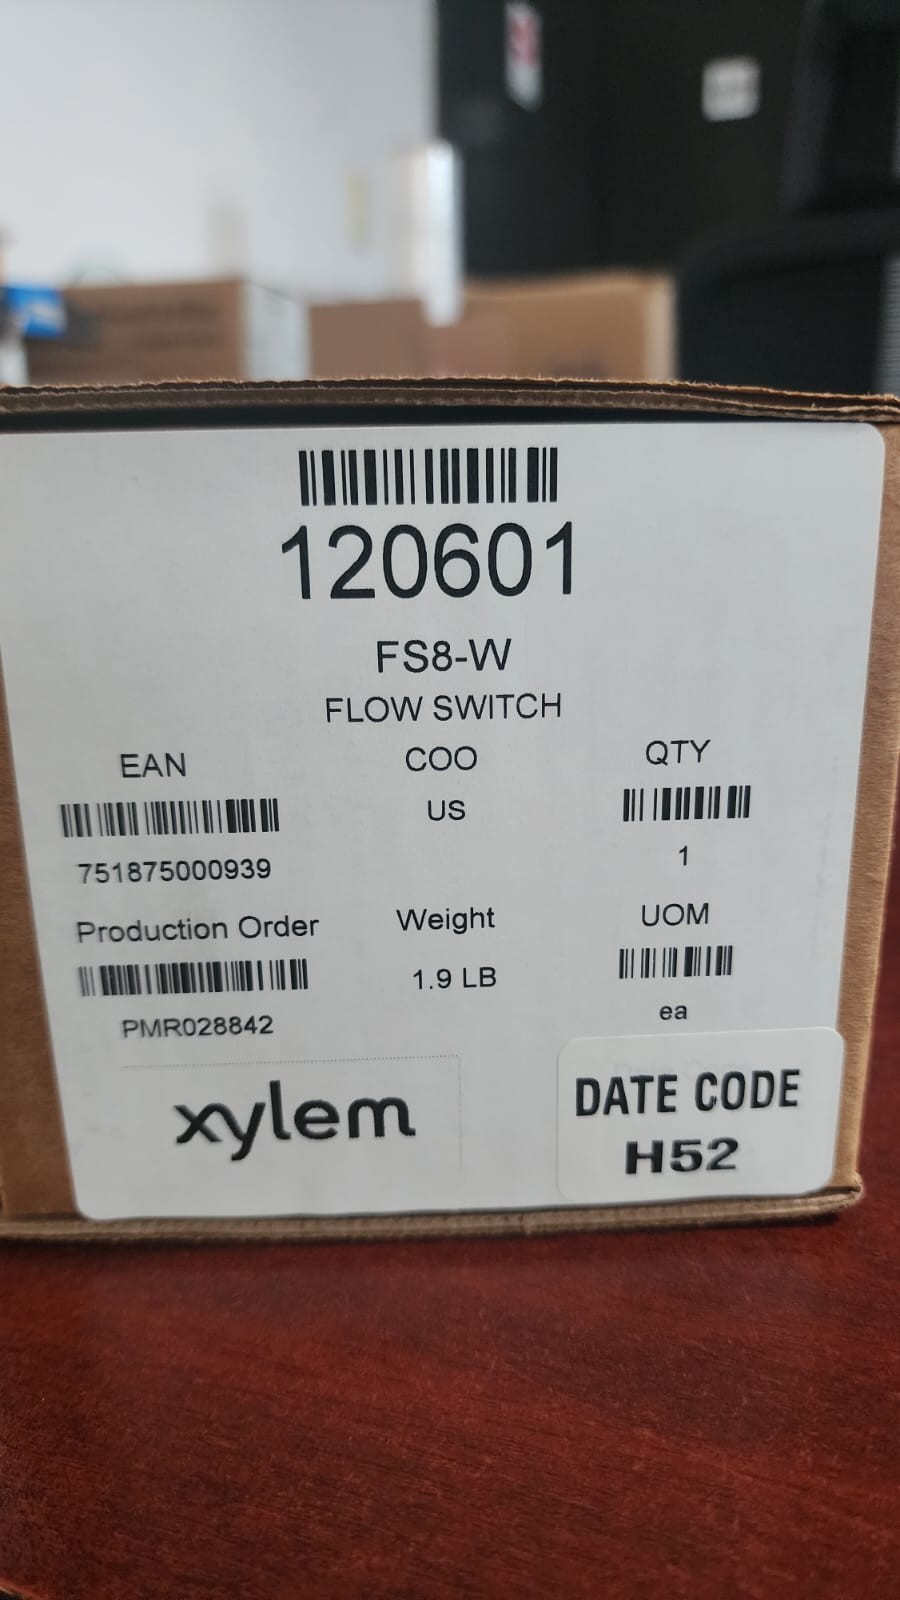 120601
FS8-W
FLOW SWITCH
EAN
COO
QTY
US
751875000939
1
Production Order
Weight
UOM
1.9 LB
PMR028842
ea
xylem
DATE CODE
H52